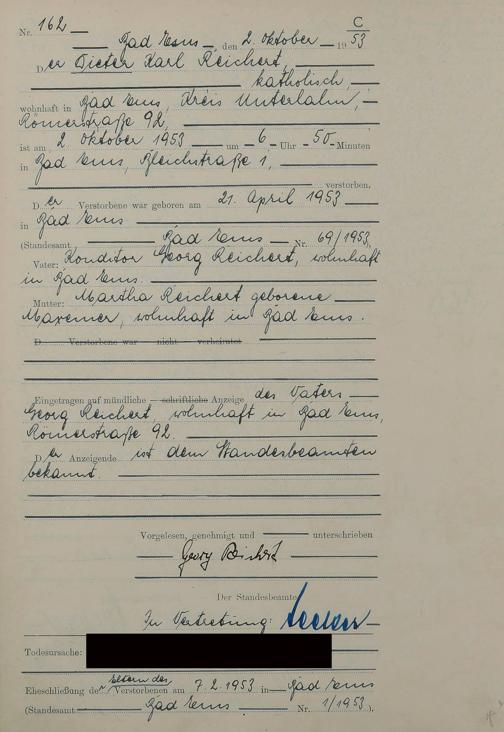 Nr. 162 C
Bad Ems, den 2. Oktober 19 53
Der Dieter Karl Reichert,
katholisch,
wohnhaft in Bad Ems, Kreis Unterlahn,
Römerstraße 92,
ist am 2. Oktober 1953 um 6 Uhr 50 Minuten
in Bad Ems, Bleichstraße 1,
verstorben.
Der Verstorbene war geboren am 21. April 1953
in Bad Ems
(Standesamt Bad Ems Nr. 69/1953)
Vater: Konditor Georg Reichert, wohnhaft
in Bad Ems.
Mutter: Martha Reichert geborene
wohnhaft in Bad Ems.
D. Verstorbene war nicht verheiratet
Eingetragen auf mündliche schriftliche Anzeige des Vaters
Georg Reichert, wohnhaft in Bad Ems,
Römerstraße 92.
Der Anzeigende ist dem Standesbeamten
bekannt.
Vorgelesen, genehmigt und unterschrieben
Georg Reichert
Der Standesbeamte
In Vertretung:
Todesursache:
Eheschließung der Eltern des Verstorbenen am 7.2.1953 in Bad Ems
(Standesamt Bad Ems Nr. 1/1953).